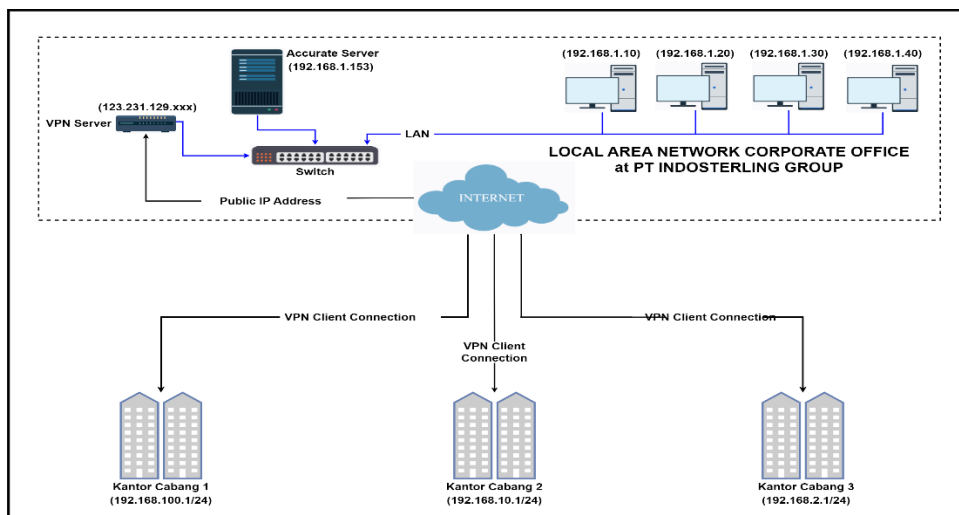 Accurate Server
(192.168.1.153)
(192.168.1.10)
(192.168.1.20)
(192.168.1.30)
(192.168.1.40)
(123.231.129.xxx)
VPN Server
Switch
LAN
LOCAL AREA NETWORK CORPORATE OFFICE
at PT INDOSTERLING GROUP
Public IP Address
INTERNET
VPN Client Connection
VPN Client
Connection
VPN Client Connection
Kantor Cabang 1
(192.168.100.1/24)
Kantor Cabang 2
(192.168.10.1/24)
Kantor Cabang 3
(192.168.2.1/24)